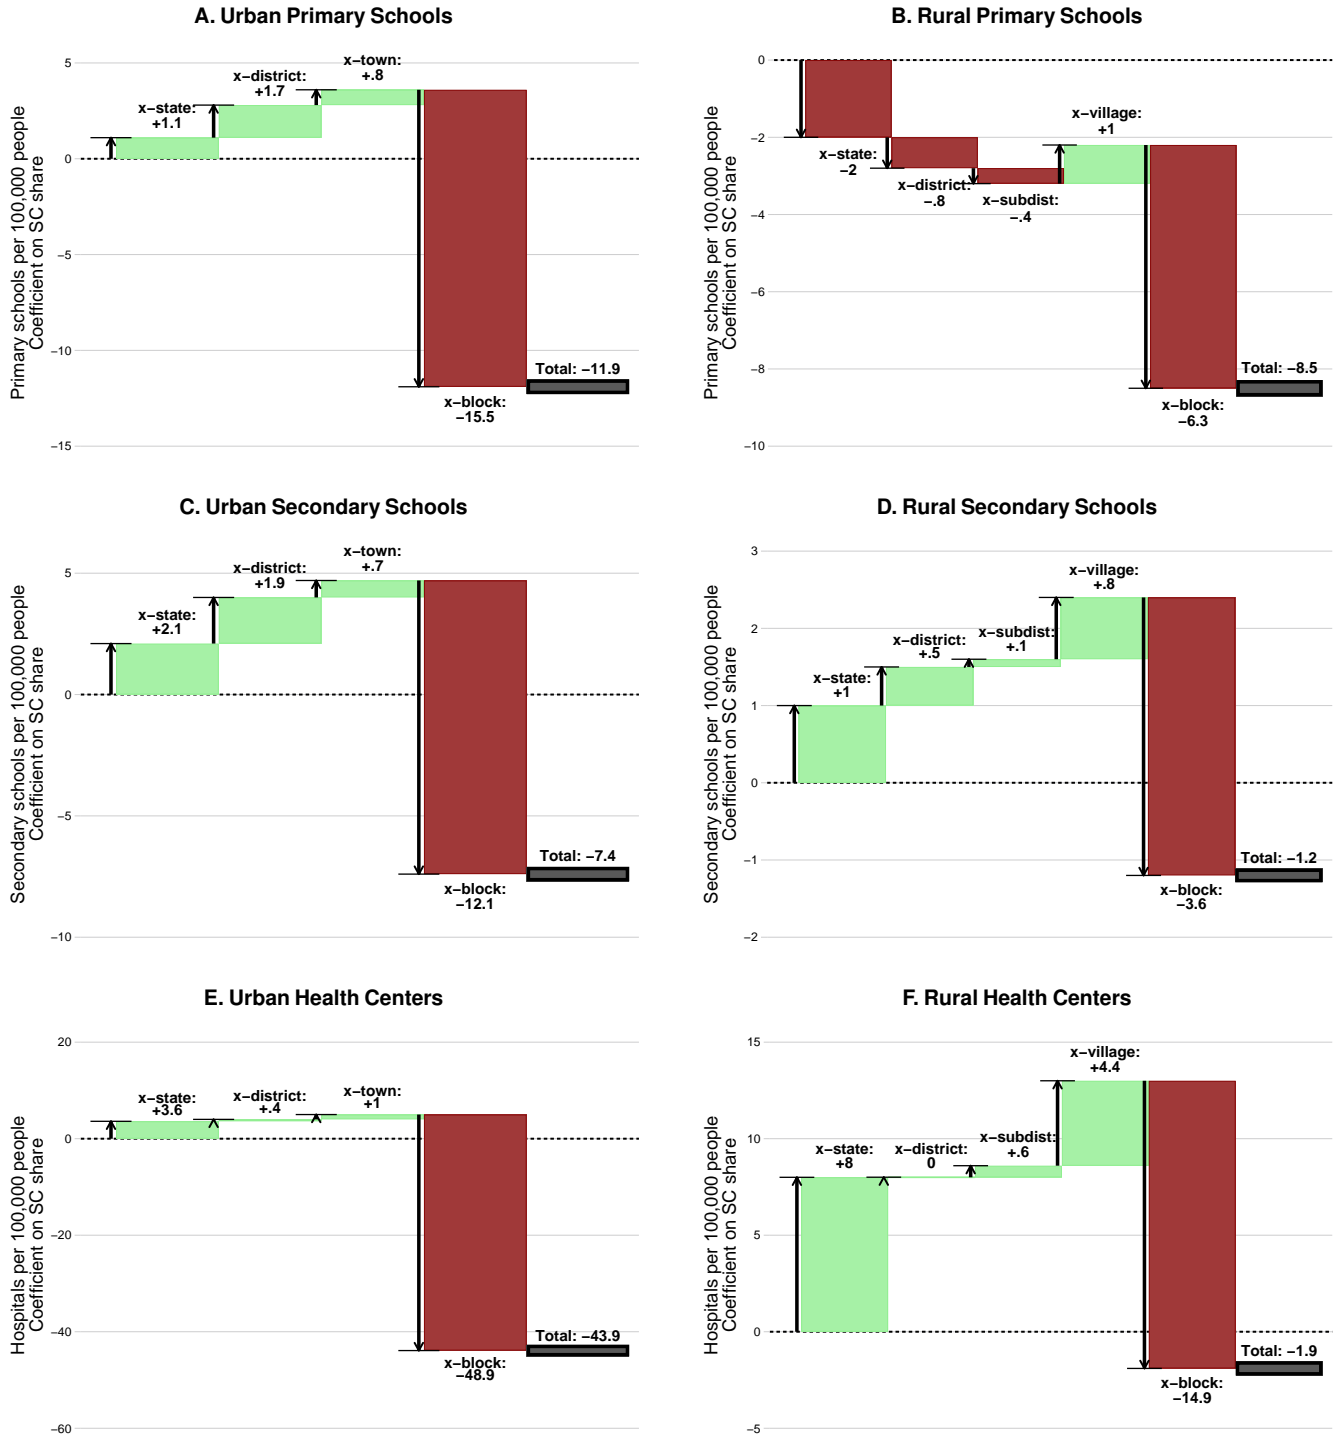 A. Urban Primary Schools
Primary schools per 100,000 people
Coefficient on SC share
5
0
−5
−10
−15
x−state:
+1.1
x−district:
+1.7
x−town:
+.8
x−block:
−15.5
Total: −11.9
B. Rural Primary Schools
Primary schools per 100,000 people
Coefficient on SC share
0
−2
−4
−6
−8
−10
x−state:
−2
x−district:
−.8
x−subdist:
−.4
x−village:
+1
x−block:
−6.3
Total: −8.5
C. Urban Secondary Schools
Secondary schools per 100,000 people
Coefficient on SC share
5
0
−5
−10
x−state:
+2.1
x−district:
+1.9
x−town:
+.7
x−block:
−12.1
Total: −7.4
D. Rural Secondary Schools
Secondary schools per 100,000 people
Coefficient on SC share
3
2
1
0
−1
−2
x−state:
+1
x−district:
+.5
x−subdist:
+.1
x−village:
+.8
x−block:
−3.6
Total: −1.2
E. Urban Health Centers
Hospitals per 100,000 people
Coefficient on SC share
20
0
−20
−40
−60
x−state:
+3.6
x−district:
+.4
x−town:
+1
x−block:
−48.9
Total: −43.9
F. Rural Health Centers
Hospitals per 100,000 people
Coefficient on SC share
15
10
5
0
−5
x−state:
+8
x−district:
0
x−subdist:
+.6
x−village:
+4.4
x−block:
−14.9
Total: −1.9